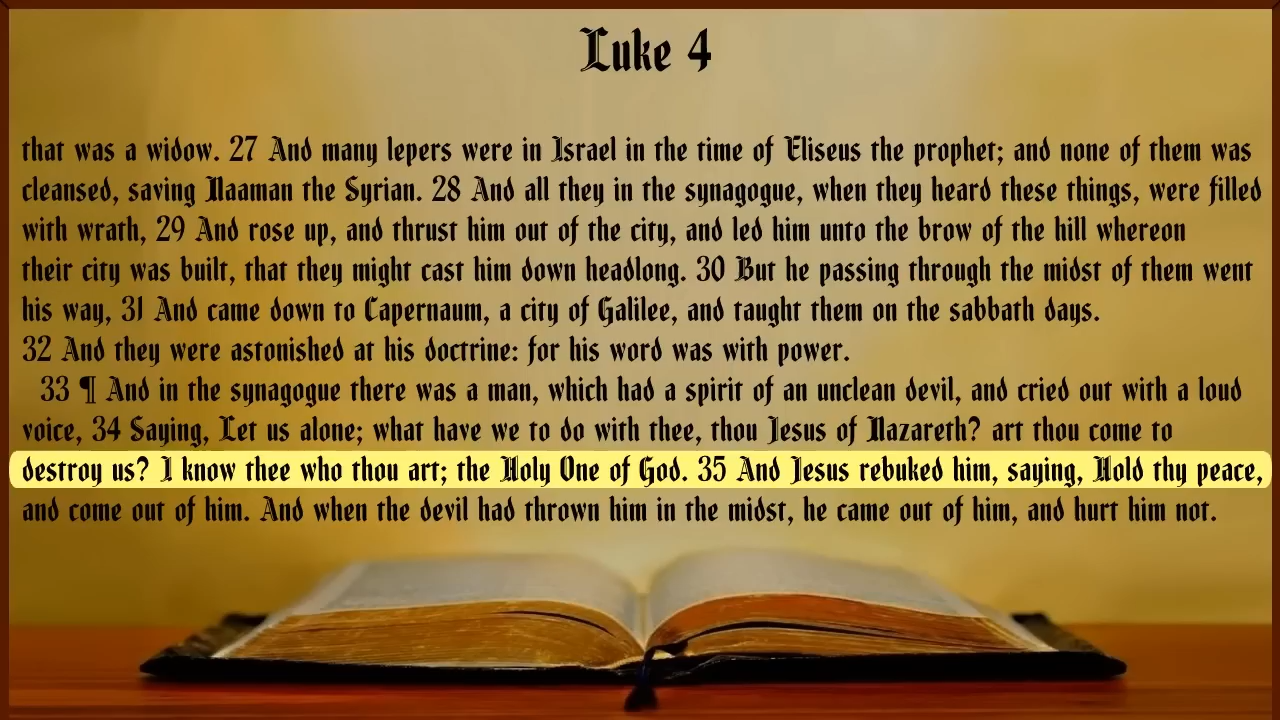 Luke 4
that was a widow. 27 And many lepers were in Israel in the time of Eliseus the prophet; and none of them was
cleansed, saving Naaman the Syrian. 28 And all they in the synagogue, when they heard these things, were filled
with wrath, 29 And rose up, and thrust him out of the city, and led him unto the brow of the hill whereon
their city was built, that they might cast him down headlong. 30 But he passing through the midst of them went
his way, 31 And came down to Capernaum, a city of Galilee, and taught them on the sabbath days.
32 And they were astonished at his doctrine: for his word was with power.
33 ¶ And in the synagogue there was a man, which had a spirit of an unclean devil, and cried out with a loud
voice, 34 Saying, Let us alone; what have we to do with thee, thou Jesus of Nazareth? art thou come to
destroy us? I know thee who thou art; the Holy One of God. 35 And Jesus rebuked him, saying, Hold thy peace,
and come out of him. And when the devil had thrown him in the midst, he came out of him, and hurt him not.